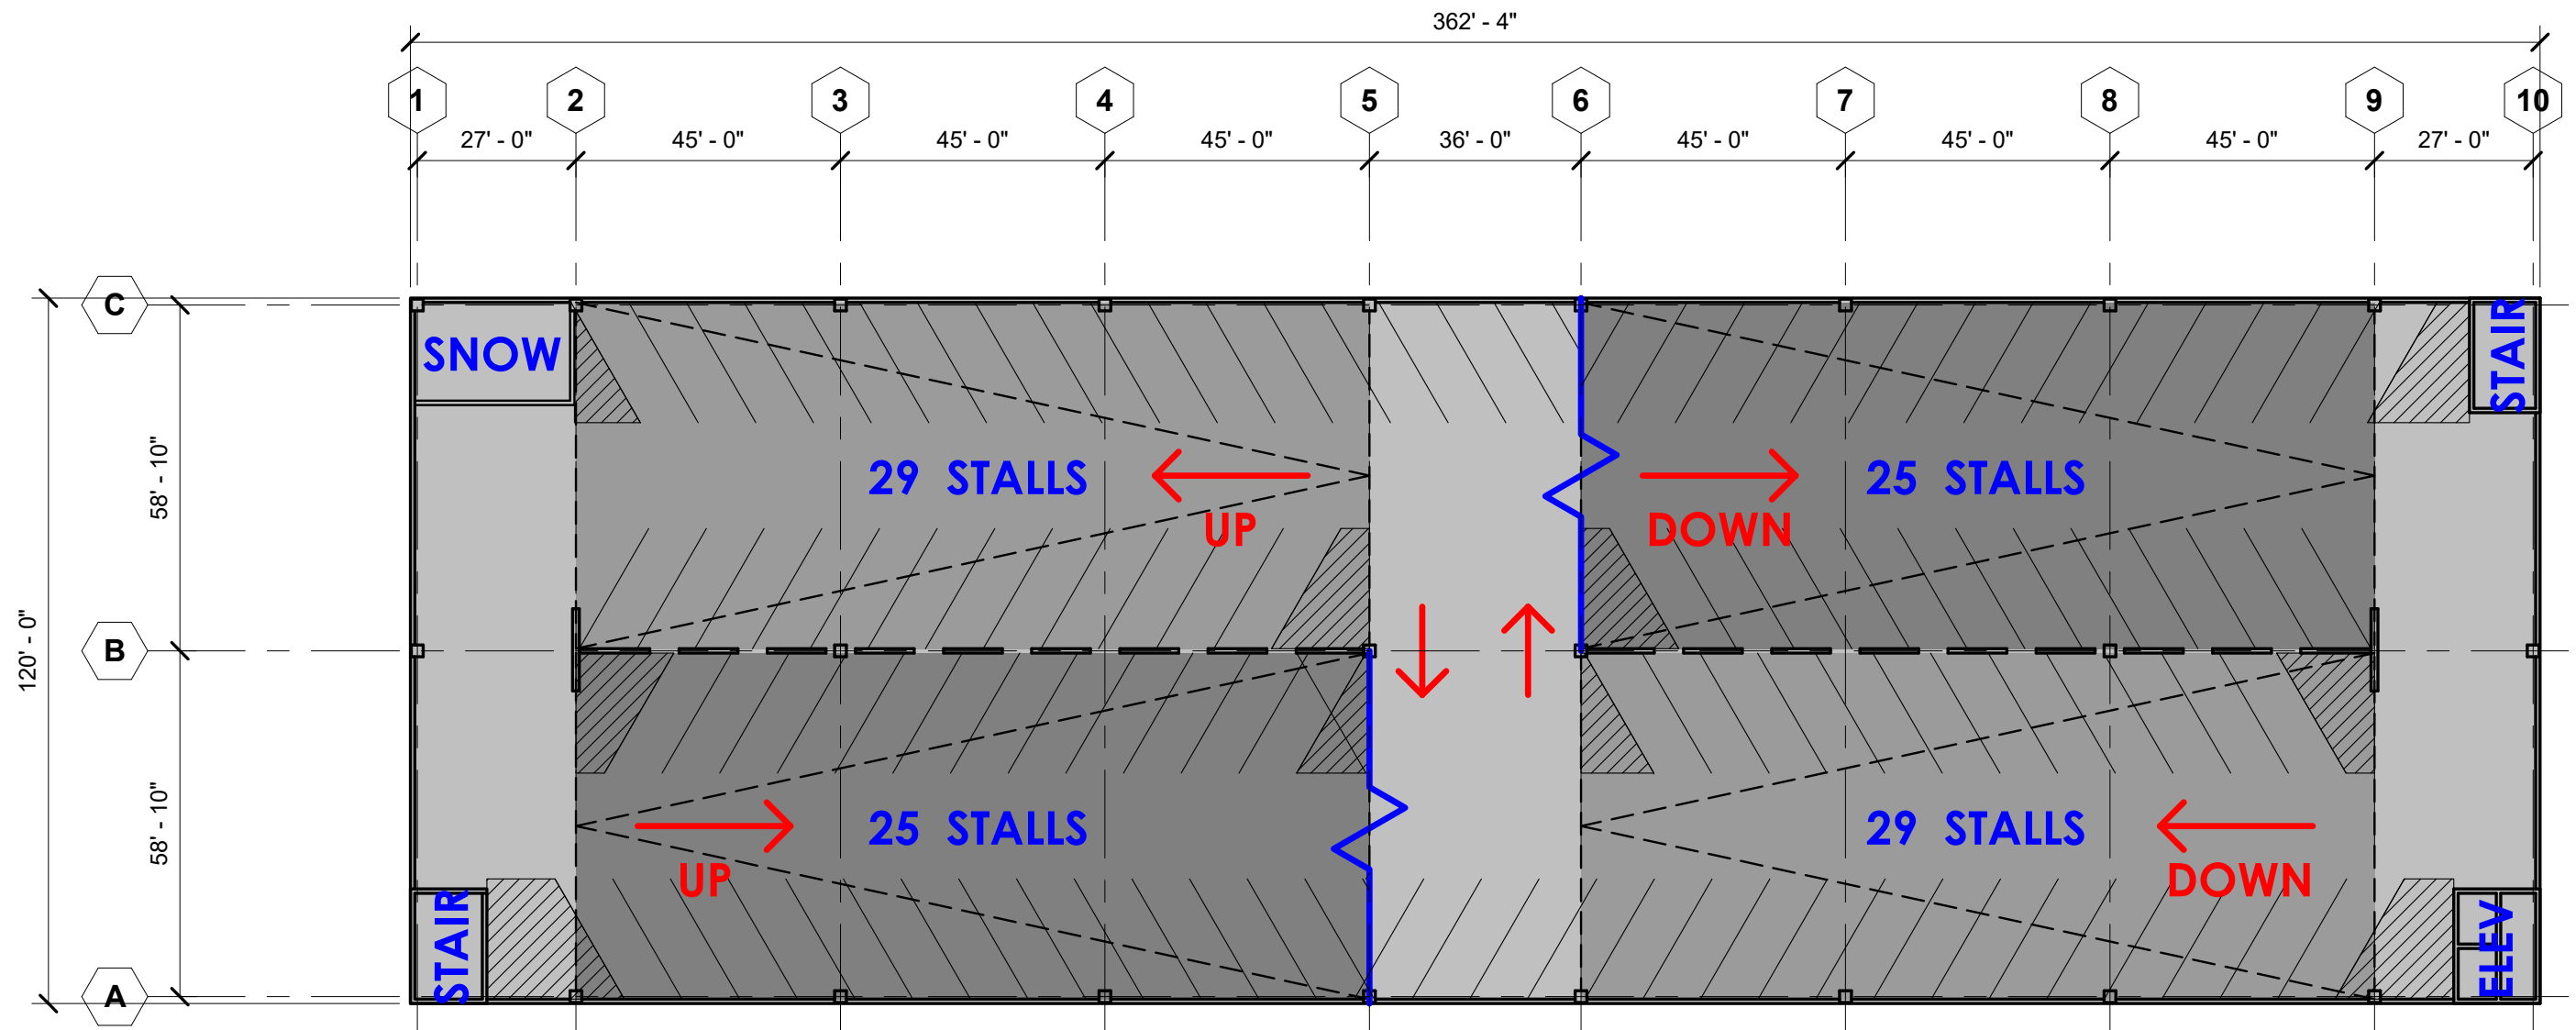 362' - 4"
1 2 3 4 5 6 7 8 9 10
27' - 0" 45' - 0" 45' - 0" 45' - 0" 36' - 0" 45' - 0" 45' - 0" 45' - 0" 27' - 0"
C
SNOW
STAIR
58' - 10"
29 STALLS
25 STALLS
UP
DOWN
120' - 0"
B
58' - 10"
25 STALLS
29 STALLS
UP
DOWN
STAIR
ELEV
A